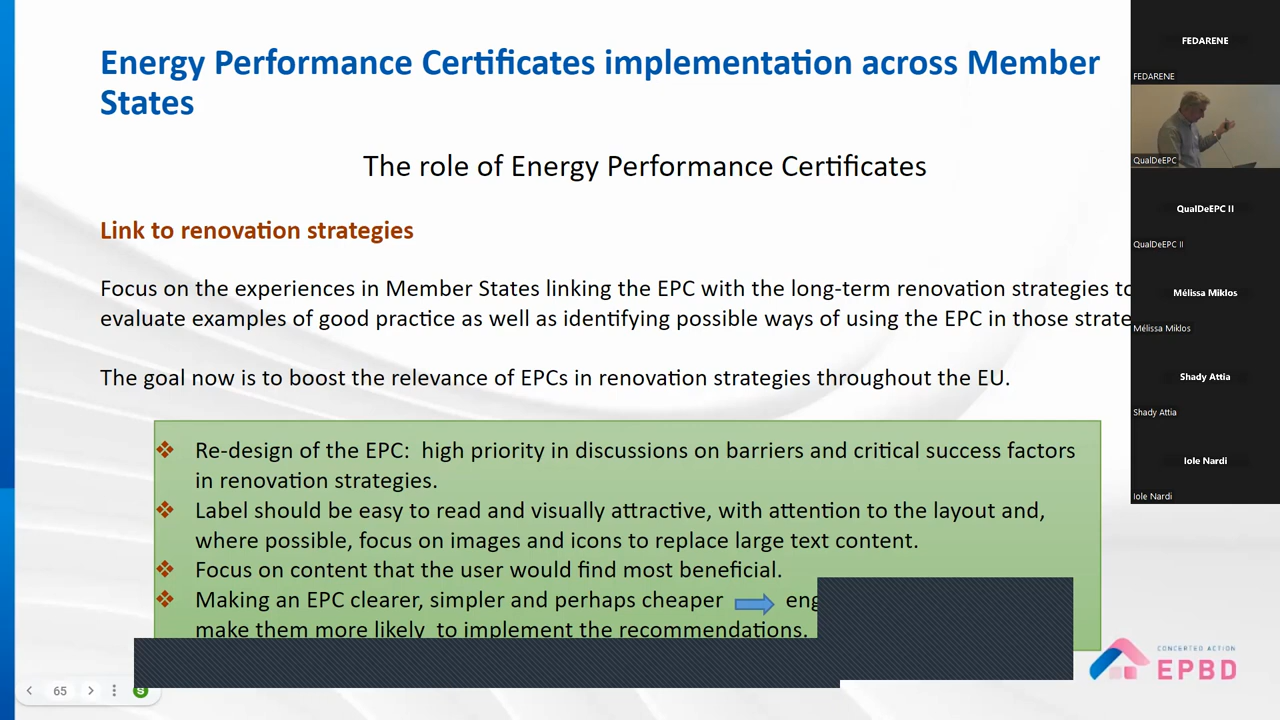 Energy Performance Certificates implementation across Member
States
The role of Energy Performance Certificates
Link to renovation strategies
Focus on the experiences in Member States linking the EPC with the long-term renovation strategies to
evaluate examples of good practice as well as identifying possible ways of using the EPC in those
The goal now is to boost the relevance of EPCs in renovation strategies throughout the EU.
❖ Re-design of the EPC: high priority in discussions on barriers and critical success factors
in renovation strategies.
❖ Label should be easy to read and visually attractive, with attention to the layout and,
where possible, focus on images and icons to replace large text content.
❖ Focus on content that the user would find most beneficial.
❖ Making an EPC clearer, simpler and perhaps cheaper
make them more likely to implement the recommendations.
65
S
CONCERTED ACTION
EPBD
FEDARENE
FEDARENE
QualDeEPC
QualDeEPC II
QualDeEPC II
Mélissa Miklos
Mélissa Miklos
Shady Attia
Shady Attia
Iole Nardi
Iole Nardi